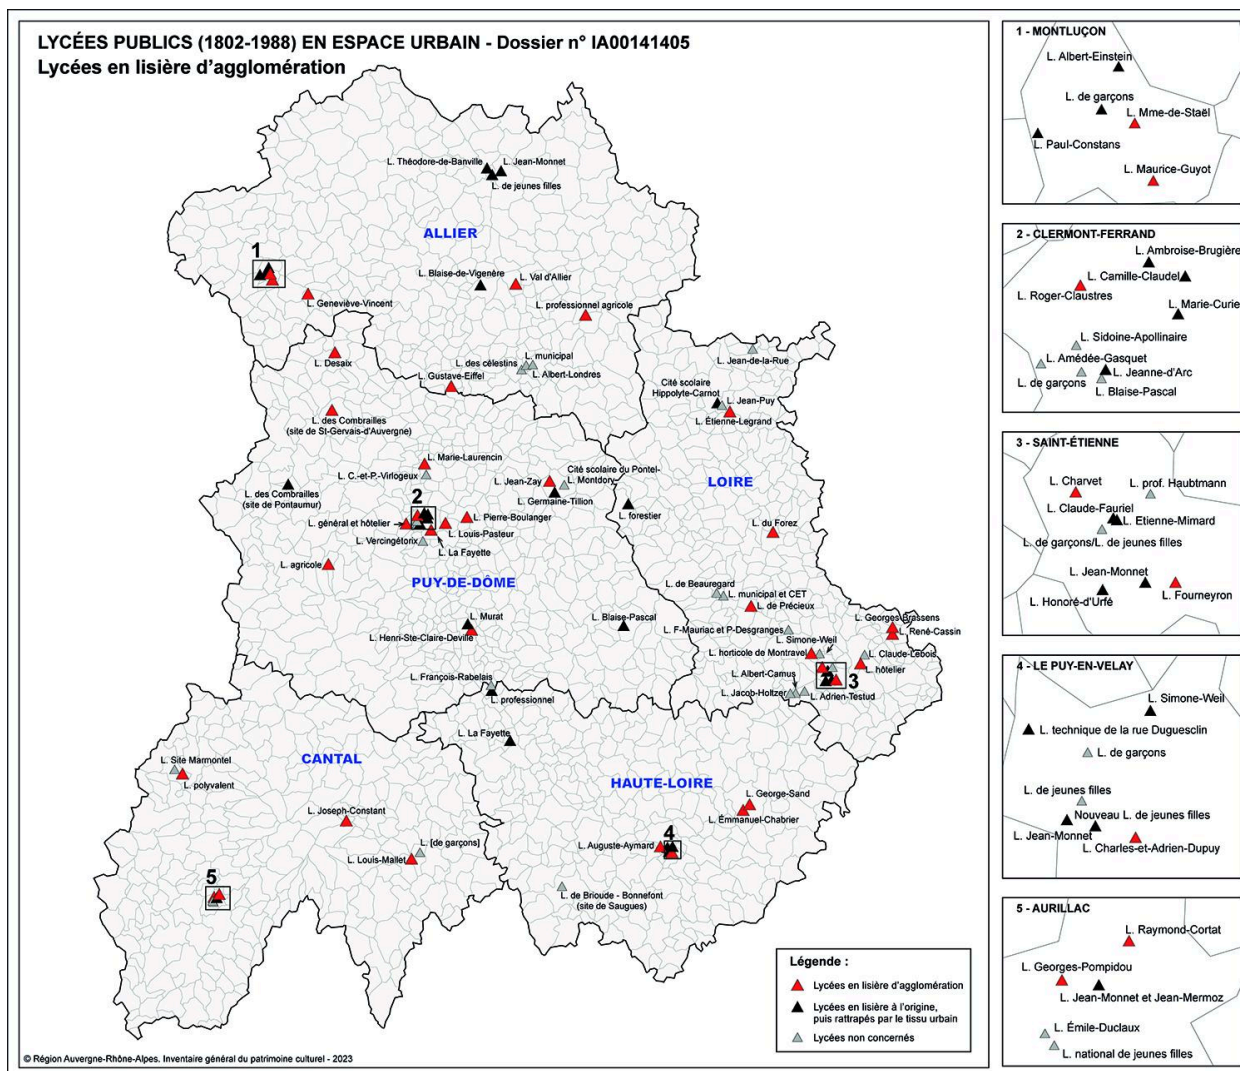 LYCÉES PUBLICS (1802-1988) EN ESPACE URBAIN - Dossier n° IA00141405
Lycées en lisière d'agglomération
L. Théodore-de-Banville
L. Jean-Monnet
L. de jeunes filles
ALLIER
1
L. Blaise-de-Vigenère
L. Val d'Allier
L. Geneviève-Vincent
L. professionnel agricole
L. Desaix
L. des célestins
L. municipal
L. Albert-Londres
L. Gustave-Eiffel
L. Jean-de-la-Rue
Cité scolaire
Hippolyte-Carnot
L. Jean-Puy
L. Étienne-Legrand
L. des Combrailles
(site de St-Gervais-d'Auvergne)
L. Marie-Laurencin
L. C.-et-P.-Virlogeux
L. Jean-Zay
Cité scolaire du Pontel-
L. Montdory
L. Germaine-Tillion
LOIRE
L. des Combrailles
(site de Pontaumur)
2
L. général et hôtelier
L. Pierre-Boulanger
L. Louis-Pasteur
L. Vercingétorix
L. La Fayette
L. forestier
L. du Forez
L. agricole
PUY-DE-DÔME
L. de Beauregard
L. municipal et CET
L. de Précieux
L. Murat
L. Henri-Ste-Claire-Deville
L. Blaise-Pascal
L. Georges Brassens
L. René-Cassin
L. F-Mauriac et P-Desgranges
L. Simone-Weil
L. horticole de Montravel
L. Claude-Lebois
L. hôtelier
L. Albert-Camus
3
L. Jacob-Holtzer
L. Adrien-Testud
L. François-Rabelais
L. professionnel
L. La Fayette
CANTAL
L. Site Marmontel
L. polyvalent
HAUTE-LOIRE
L. George-Sand
L. Émmanuel-Chabrier
L. Joseph-Constant
L. [de garçons]
L. Louis-Mallet
4
L. Auguste-Aymard
5
L. de Brioude - Bonnefont
(site de Saugues)
Légende :
Lycées en lisière d'agglomération
Lycées en lisière à l'origine,
puis rattrapés par le tissu urbain
Lycées non concernés
© Région Auvergne-Rhône-Alpes. Inventaire général du patrimoine culturel - 2023
1 - MONTLUÇON
L. Albert-Einstein
L. de garçons
L. Mme-de-Staël
L. Paul-Constans
L. Maurice-Guyot
2 - CLERMONT-FERRAND
L. Ambroise-Brugière
L. Camille-Claudel
L. Roger-Claustres
L. Marie-Curie
L. Sidoine-Apollinaire
L. Amédée-Gasquet
L. Jeanne-d'Arc
L. de garçons
L. Blaise-Pascal
3 - SAINT-ÉTIENNE
L. Charvet
L. prof. Haubtmann
L. Claude-Fauriel
L. Etienne-Mimard
L. de garçons/L. de jeunes filles
L. Jean-Monnet
L. Honoré-d'Urfé
L. Fourneyron
4 - LE PUY-EN-VELAY
L. Simone-Weil
L. technique de la rue Duguesclin
L. de garçons
L. de jeunes filles
Nouveau L. de jeunes filles
L. Jean-Monnet
L. Charles-et-Adrien-Dupuy
5 - AURILLAC
L. Raymond-Cortat
L. Georges-Pompidou
L. Jean-Monnet et Jean-Mermoz
L. Émile-Duclaux
L. national de jeunes filles